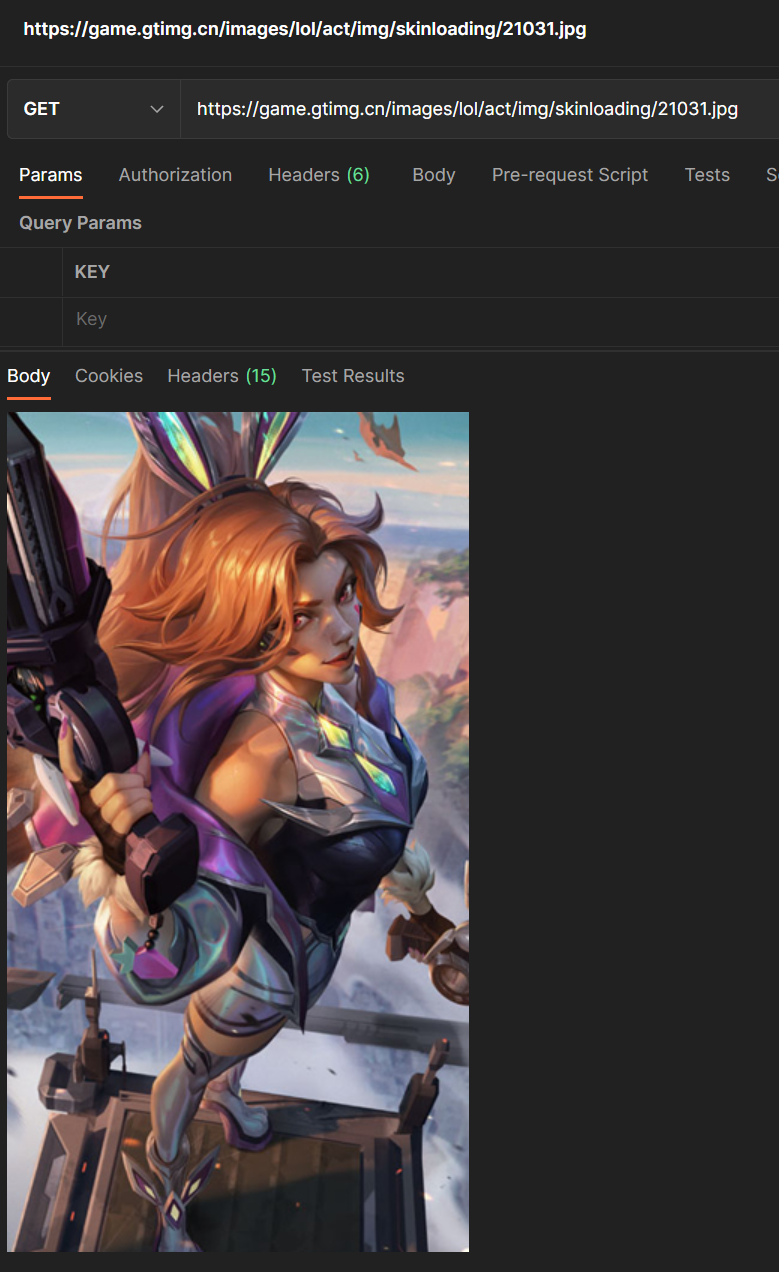 https://game.gtimg.cn/images/lol/act/img/skinloading/21031.jpg
GET https://game.gtimg.cn/images/lol/act/img/skinloading/21031.jpg
Params Authorization Headers (6) Body Pre-request Script Tests S
Query Params
KEY
Key
Body Cookies Headers (15) Test Results